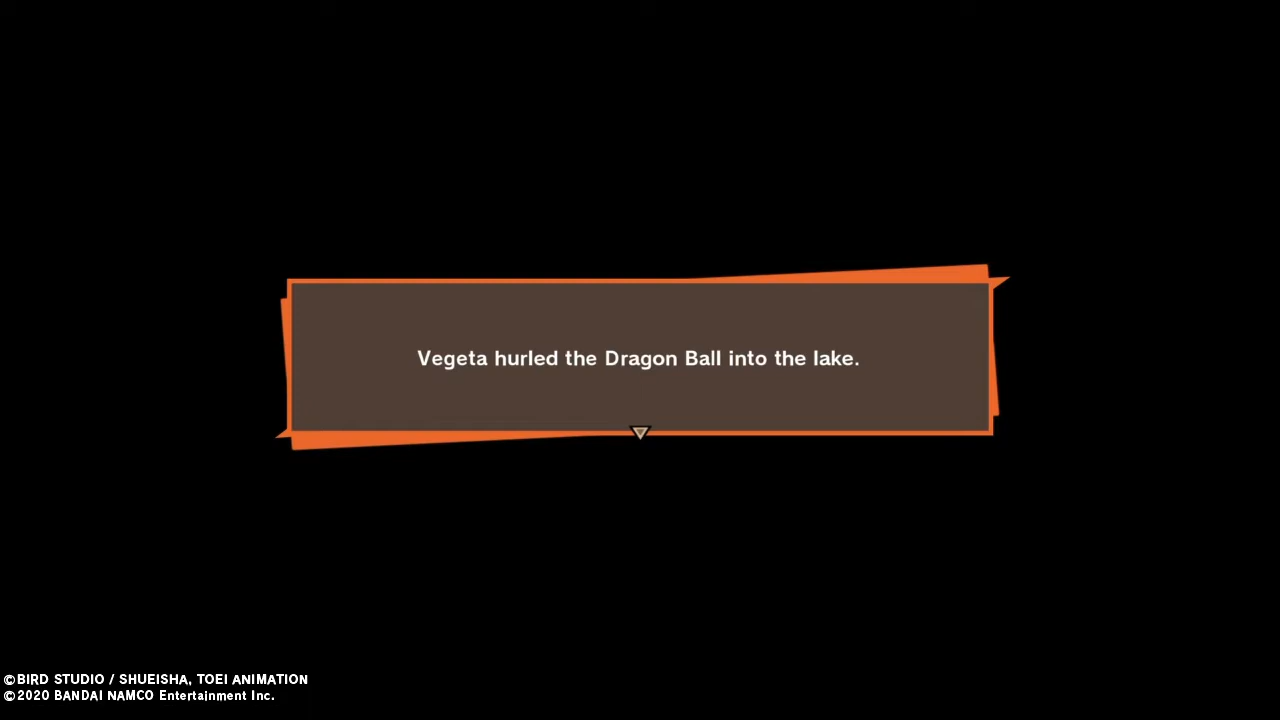 Vegeta hurled the Dragon Ball into the lake.
©BIRD STUDIO / SHUEISHA, TOEI ANIMATION
©2020 BANDAI NAMCO Entertainment Inc.